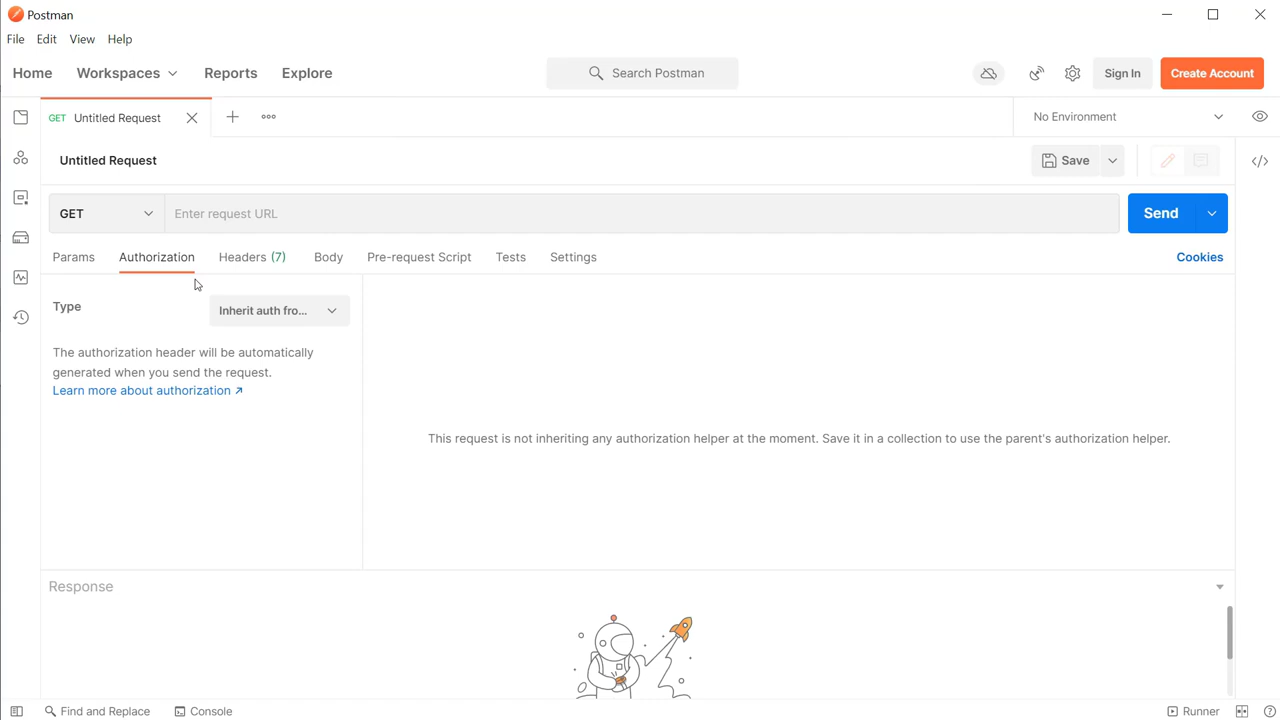 Postman
File Edit View Help
Home Workspaces Reports Explore Search Postman Sign In Create Account
GET Untitled Request No Environment
Untitled Request Save
GET Enter request URL Send
Params Authorization Headers (7) Body Pre-request Script Tests Settings Cookies
Type Inherit auth fro...
The authorization header will be automatically
generated when you send the request.
Learn more about authorization ↗
This request is not inheriting any authorization helper at the moment. Save it in a collection to use the parent's authorization helper.
Response
Find and Replace Console Runner